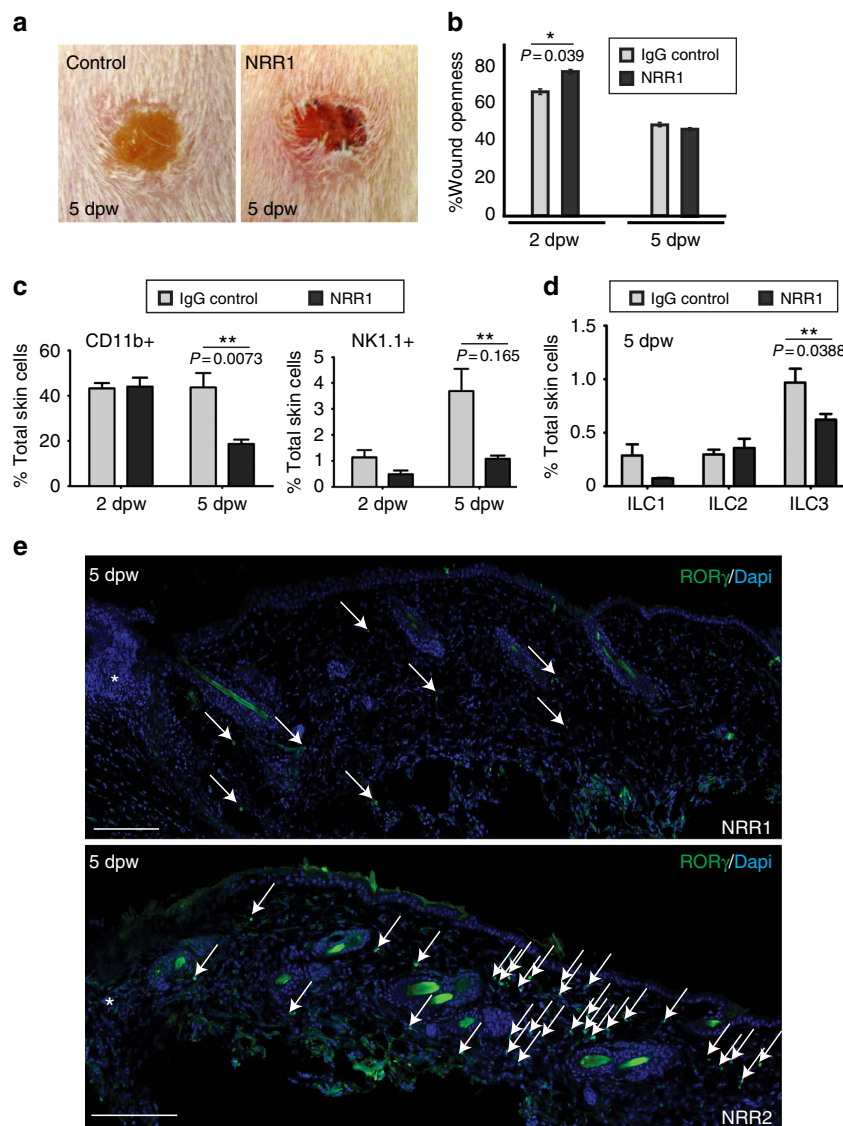 a
Control
5 dpw
NRR1
5 dpw
b
%Wound openness
80
60
40
20
0
*
P=0.039
IgG control
NRR1
2 dpw
5 dpw
c
IgG control
NRR1
% Total skin cells
60
40
20
0
CD11b+
**
P=0.0073
2 dpw
5 dpw
% Total skin cells
5
4
3
2
1
0
NK1.1+
**
P=0.165
2 dpw
5 dpw
d
IgG control
NRR1
% Total skin cells
1.5
1.0
0.5
0
5 dpw
**
P=0.0388
ILC1
ILC2
ILC3
e
5 dpw
RORγ/Dapi
*
NRR1
5 dpw
RORγ/Dapi
*
NRR2